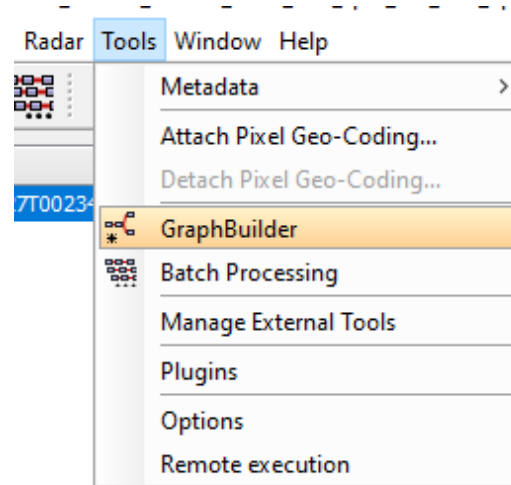 Radar Tools Window Help
Metadata
Attach Pixel Geo-Coding...
Detach Pixel Geo-Coding...
7T00234
GraphBuilder
Batch Processing
Manage External Tools
Plugins
Options
Remote execution